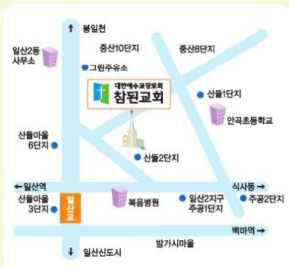 ↑
봉일천
일산2동
사무소
중산10단지
중산8단지
그린주유소
대한예수교장로회
참된교회
산들1단지
안곡초등학교
산들마을
6단지
산들2단지
←일산역
식사동→
산들마을
3단지
일산교
복음병원
일산2지구
주공1단지
주공2단지
백마역→
밤가시마을
↓
일산신도시